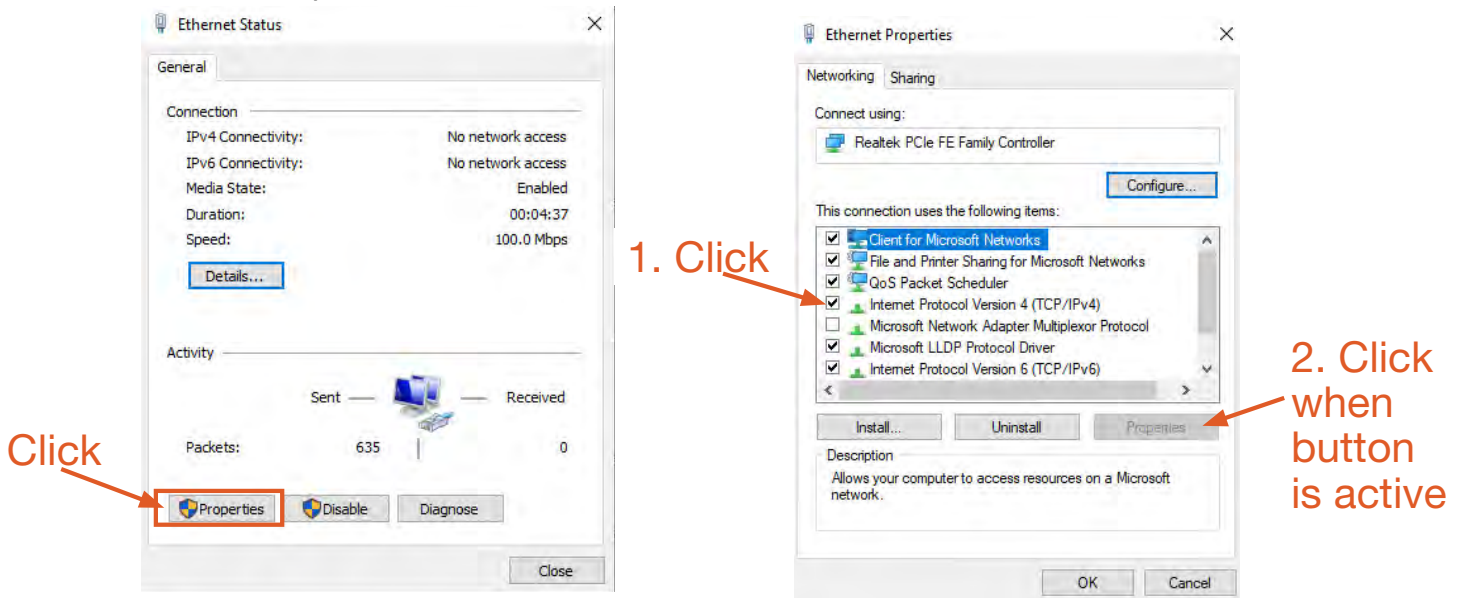 Ethernet Status
General
Connection
IPv4 Connectivity: No network access
IPv6 Connectivity: No network access
Media State: Enabled
Duration: 00:04:37
Speed: 100.0 Mbps
Details...
Activity
Sent Received
Packets: 635 0
Click
Properties Disable Diagnose
Close
Ethernet Properties
Networking Sharing
Connect using:
Realtek PCIe FE Family Controller
Configure...
This connection uses the following items:
Client for Microsoft Networks
File and Printer Sharing for Microsoft Networks
1. Click
QoS Packet Scheduler
Internet Protocol Version 4 (TCP/IPv4)
Microsoft Network Adapter Multiplexor Protocol
Microsoft LLDP Protocol Driver
Internet Protocol Version 6 (TCP/IPv6)
Install... Uninstall Properties
2. Click
when
button
is active
Description
Allows your computer to access resources on a Microsoft
network.
OK Cancel